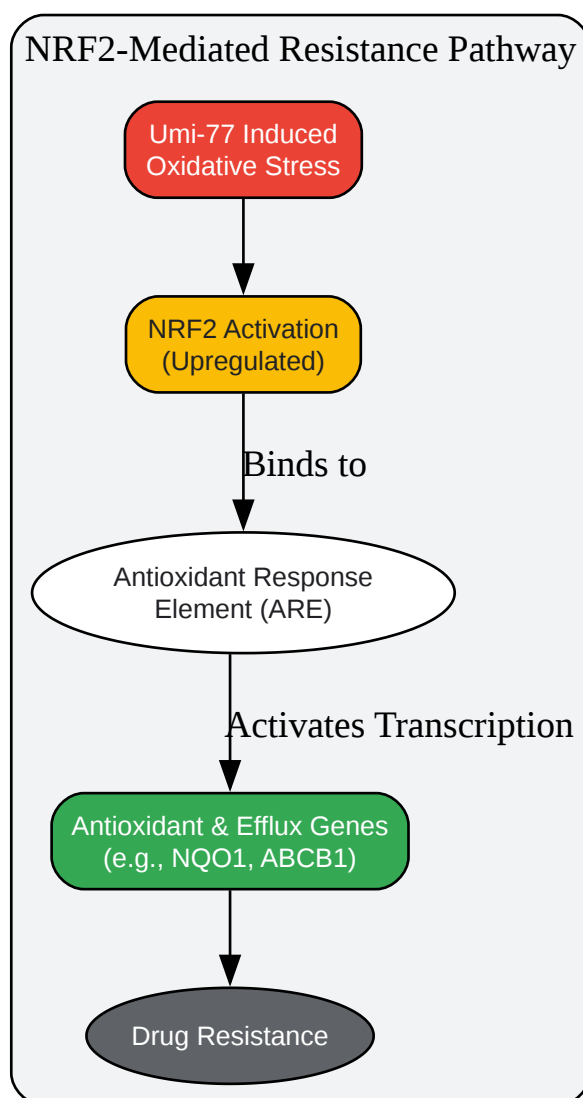 NRF2-Mediated Resistance Pathway
Umi-77 Induced
Oxidative Stress
NRF2 Activation
(Upregulated)
Binds to
Antioxidant Response
Element (ARE)
Activates Transcription
Antioxidant & Efflux Genes
(e.g., NQO1, ABCB1)
Drug Resistance